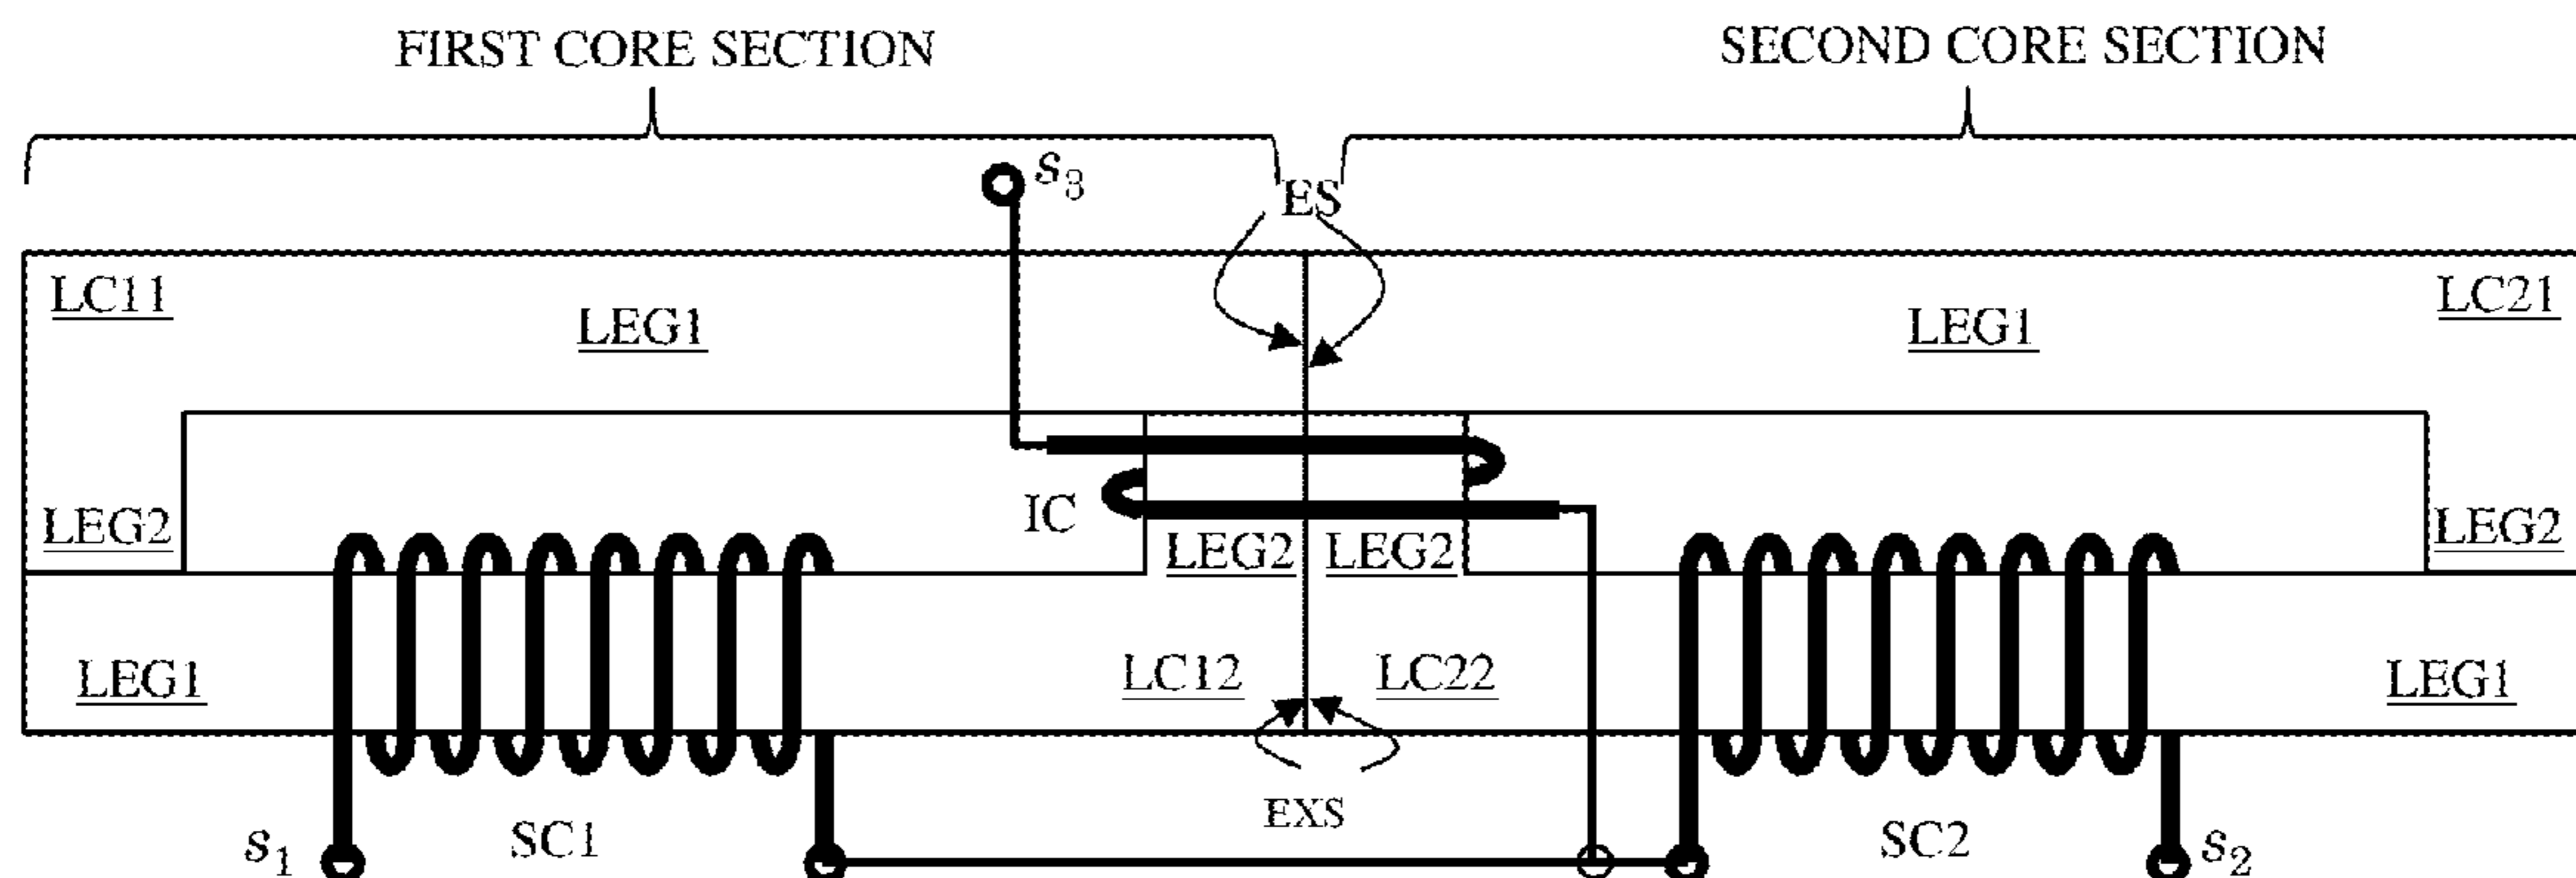 FIRST CORE SECTION
SECOND CORE SECTION
s3
ES
LC11
LEG1
LEG1
LC21
IC
LEG2
LEG2
LEG2
LEG2
LEG1
LC12
LC22
LEG1
s1
SC1
EXS
SC2
s2